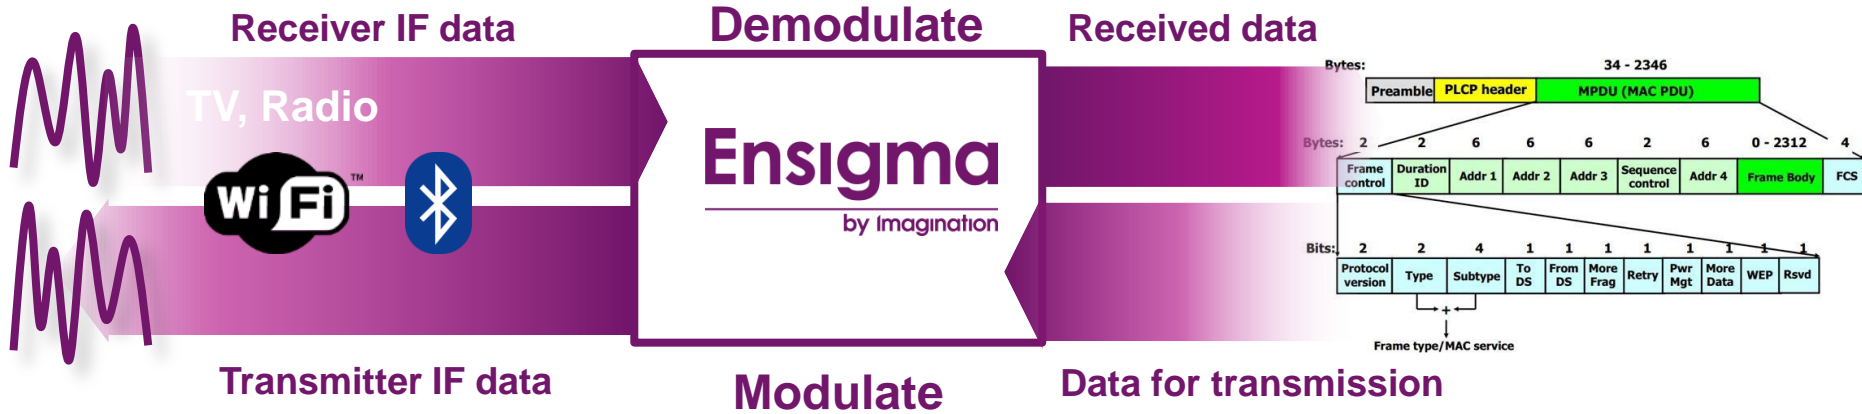 Receiver IF data
Demodulate
Received data
TV, Radio
Wi Fi ™
Ensigma
by Imagination
Bytes: 34 - 2346
Preamble PLCP header MPDU (MAC PDU)
Bytes: 2 2 6 6 6 2 6 0 - 2312 4
Frame control Duration ID Addr 1 Addr 2 Addr 3 Sequence control Addr 4 Frame Body FCS
Bits: 2 2 4 1 1 1 1 1 1 1 1
Protocol version Type Subtype To DS From DS More Frag Retry Pwr Mgt More Data WEP Rsvd
+
Frame type/MAC service
Transmitter IF data
Modulate
Data for transmission